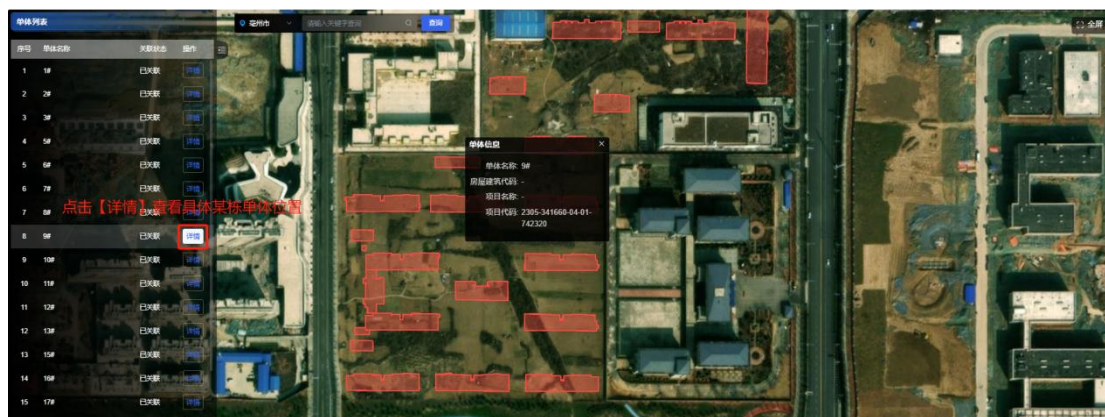 单体列表
亳州市 请输入关键字查询 查询
全屏
序号 单体名称 关联状态 操作
1 1# 已关联 详情
2 2# 已关联 详情
3 3# 已关联 详情
4 5# 已关联 详情
5 6# 已关联 详情
6 7# 已关联 详情
7 8# 已关联 详情
点击【详情】查看具体某栋单体位置
8 9# 已关联 详情
9 10# 已关联 详情
10 11# 已关联 详情
11 12# 已关联 详情
12 13# 已关联 详情
13 15# 已关联 详情
14 16# 已关联 详情
15 17# 已关联 详情
单体信息 ×
单体名称: 9#
房屋建筑代码: -
项目名称: -
项目代码: 2305-341660-04-01-
742320